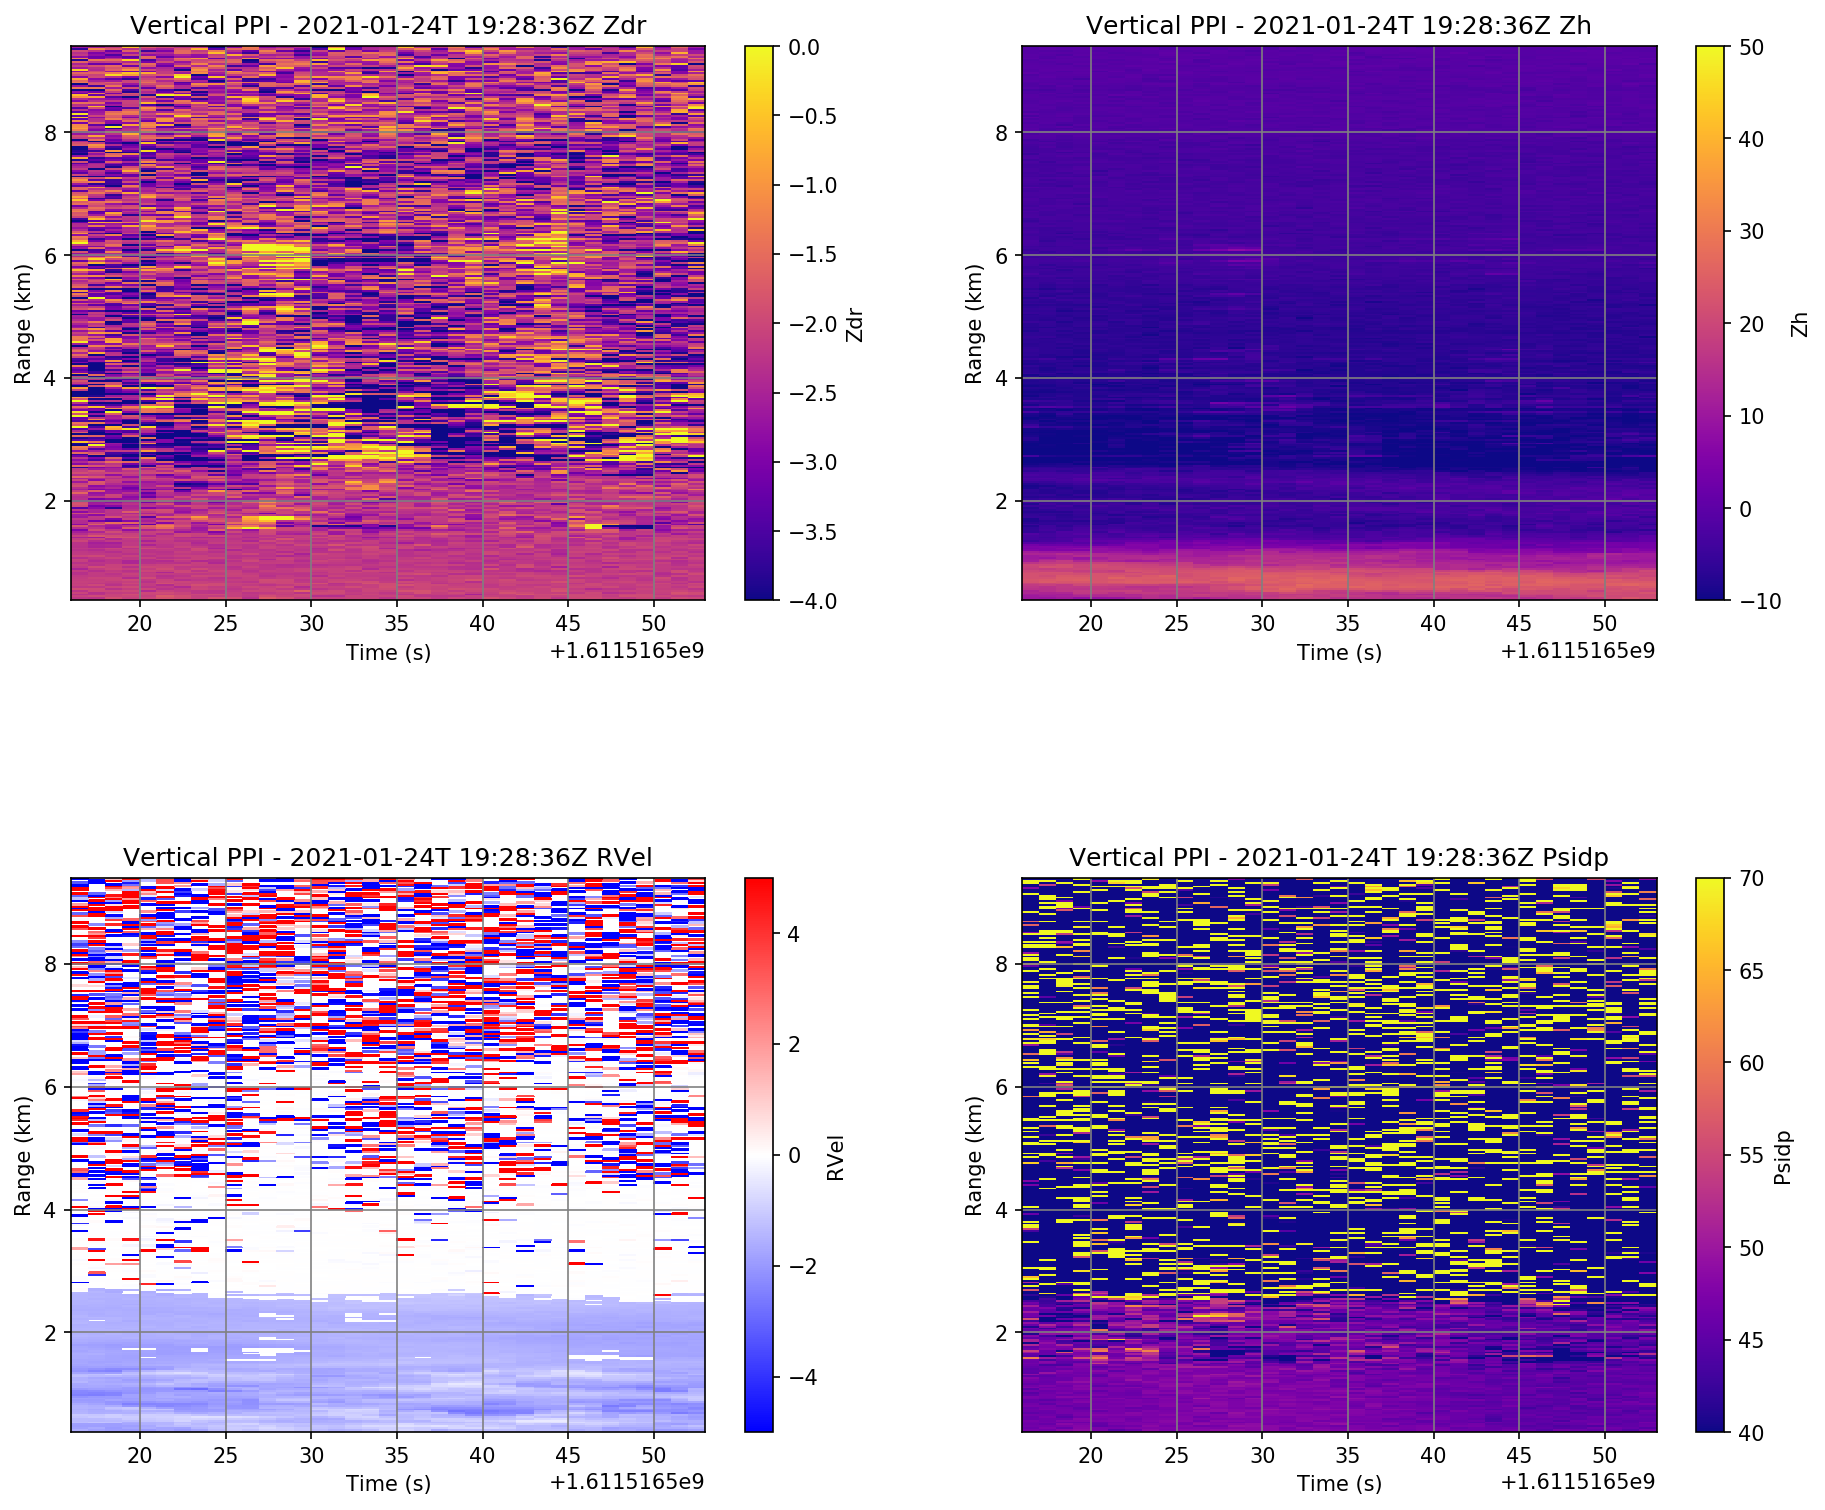 Vertical PPI - 2021-01-24T 19:28:36Z Zdr
Range (km)
8
6
4
2
20 25 30 35 40 45 50
Time (s)
+1.6115165e9
0.0
−0.5
−1.0
−1.5
−2.0
−2.5
−3.0
−3.5
−4.0
Zdr
Vertical PPI - 2021-01-24T 19:28:36Z Zh
Range (km)
8
6
4
2
20 25 30 35 40 45 50
Time (s)
+1.6115165e9
50
40
30
20
10
0
−10
Zh
Vertical PPI - 2021-01-24T 19:28:36Z RVel
Range (km)
8
6
4
2
20 25 30 35 40 45 50
Time (s)
+1.6115165e9
4
2
0
−2
−4
RVel
Vertical PPI - 2021-01-24T 19:28:36Z Psidp
Range (km)
8
6
4
2
20 25 30 35 40 45 50
Time (s)
+1.6115165e9
70
65
60
55
50
45
40
Psidp